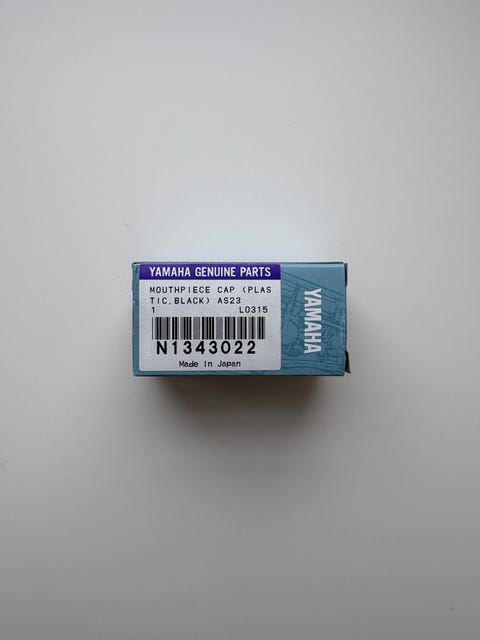 YAMAHA GENUINE PARTS
MOUTHPIECE CAP (PLAS
TIC,BLACK) AS23
1 L0315
N1343022
Made In Japan
YAMAHA